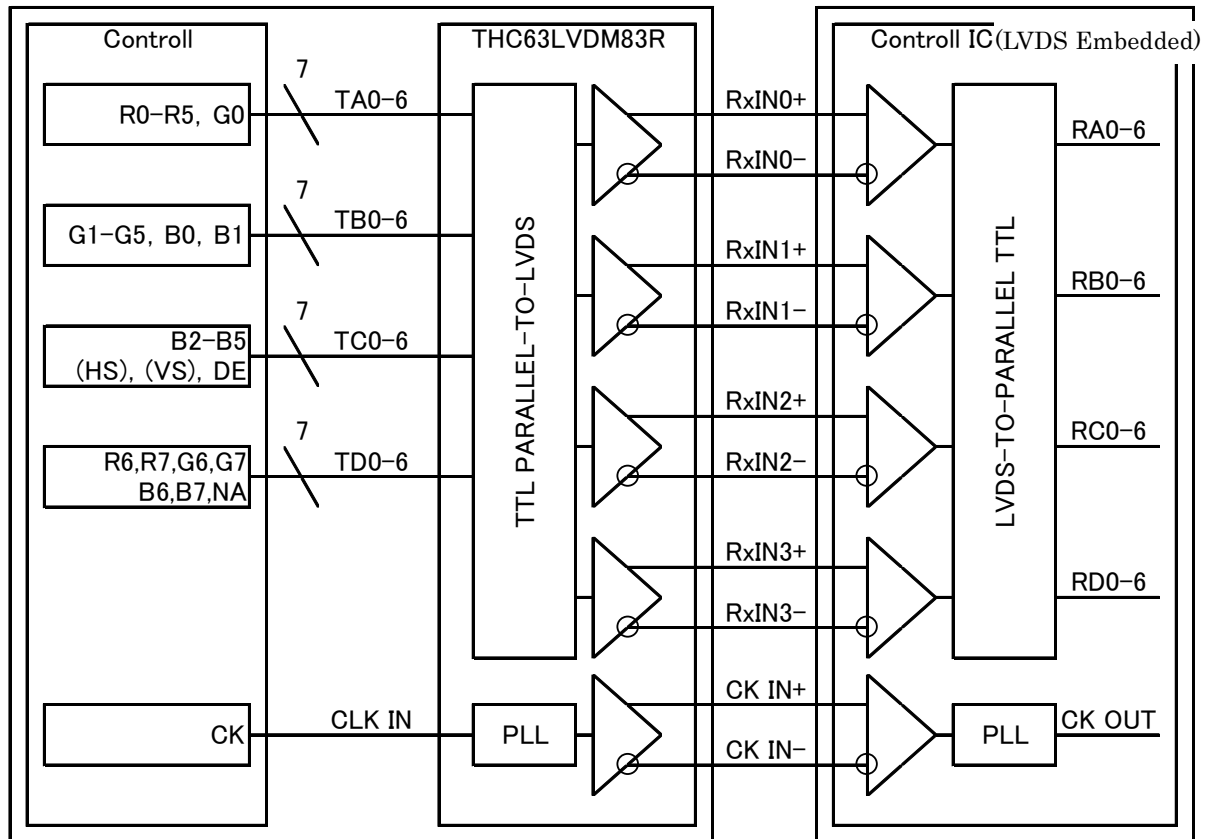 Controll
THC63LVDM83R
Controll IC(LVDS Embedded)
R0-R5, G0
7
TA0-6
RxIN0+
RxIN0-
RA0-6
G1-G5, B0, B1
7
TB0-6
RxIN1+
RxIN1-
RB0-6
B2-B5
(HS), (VS), DE
7
TC0-6
RxIN2+
RxIN2-
RC0-6
R6,R7,G6,G7
B6,B7,NA
7
TD0-6
RxIN3+
RxIN3-
RD0-6
TTL PARALLEL-TO-LVDS
LVDS-TO-PARALLEL TTL
CK
CLK IN
PLL
CK IN+
CK IN-
PLL
CK OUT